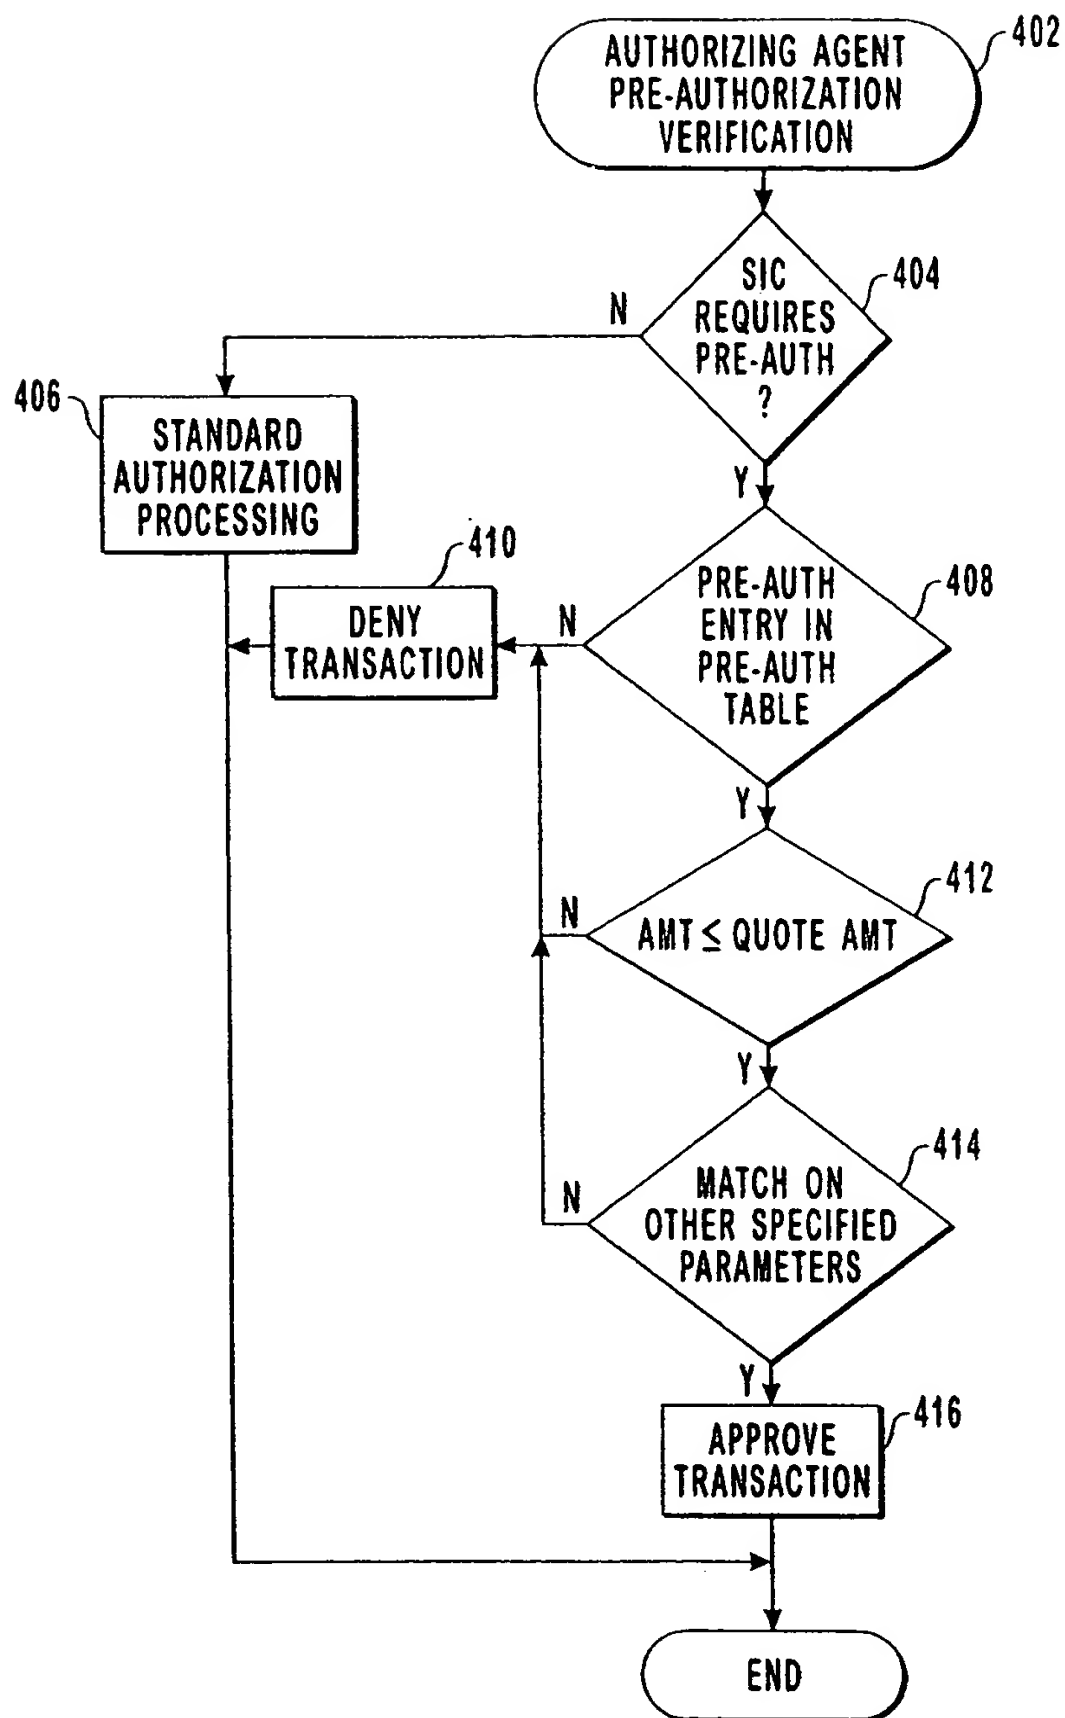 AUTHORIZING AGENT
PRE-AUTHORIZATION
VERIFICATION
402
SIC
REQUIRES
PRE-AUTH
?
404
N
406
STANDARD
AUTHORIZATION
PROCESSING
Y
410
DENY
TRANSACTION
N
PRE-AUTH
ENTRY IN
PRE-AUTH
TABLE
408
Y
412
N
AMT ≤ QUOTE AMT
Y
414
N
MATCH ON
OTHER SPECIFIED
PARAMETERS
Y
416
APPROVE
TRANSACTION
END